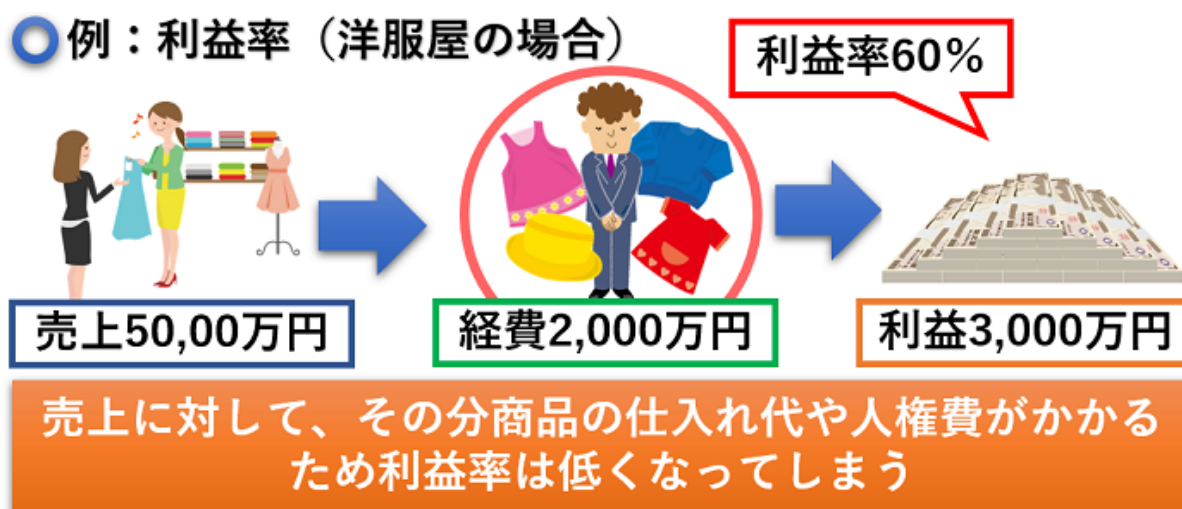 例：利益率（洋服屋の場合）
利益率60%
売上50,00万円
経費2,000万円
利益3,000万円
売上に対して、その分商品の仕入れ代や人権費がかかる
ため利益率は低くなってしまう